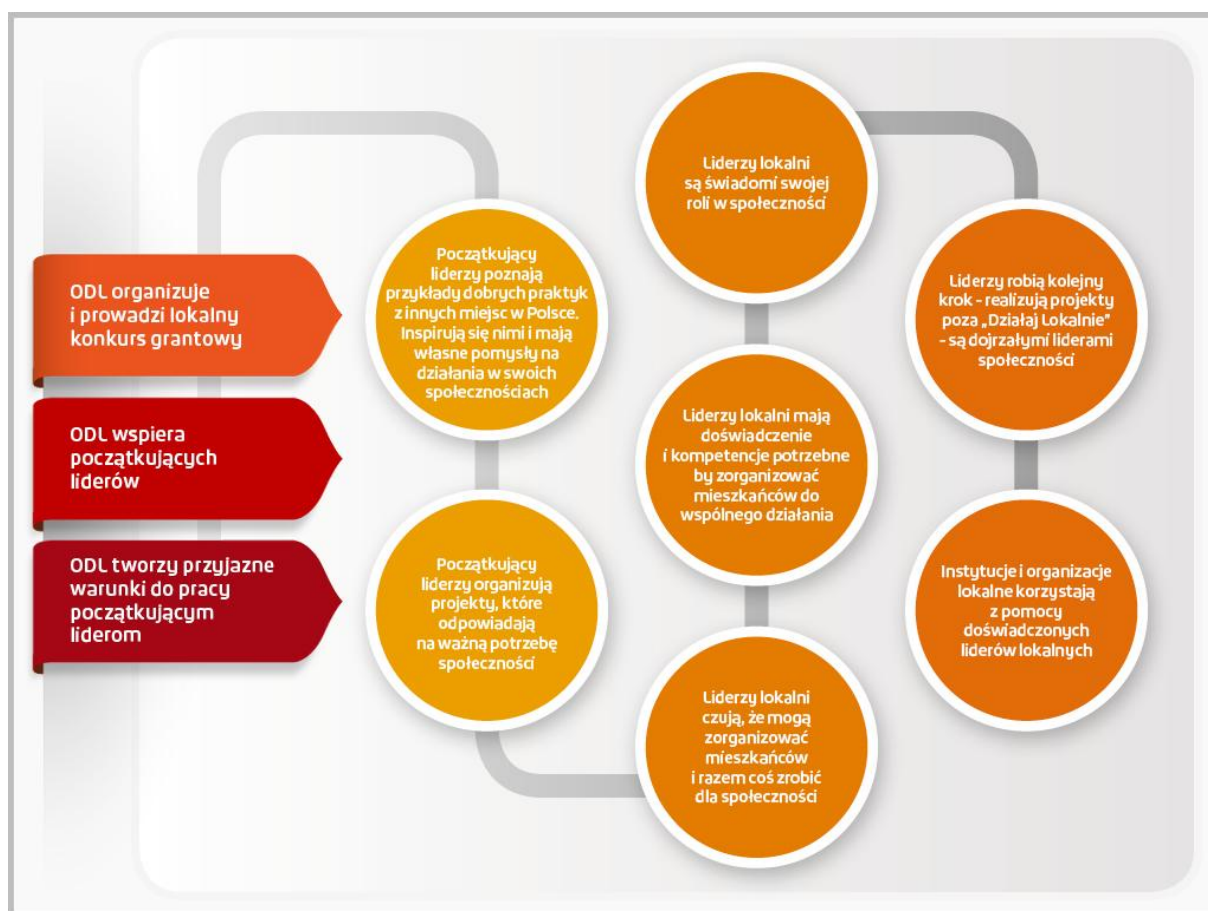 ODL organizuje
i prowadzi lokalny
konkurs grantowy
ODL wspiera
początkujących
liderów
ODL tworzy przyjazne
warunki do pracy
początkującym
liderom
Początkujący
liderzy poznają
przykłady dobrych praktyk
z innych miejsc w Polsce.
Inspirują się nimi i mają
własne pomysły na
działania w swoich
społecznościach
Początkujący
liderzy organizują
projekty, które
odpowiadają
na ważną potrzebę
społeczności
Liderzy lokalni
są świadomi swojej
roli w społeczności
Liderzy lokalni mają
doświadczenie
i kompetencje potrzebne
by zorganizować
mieszkańców do
wspólnego działania
Liderzy lokalni
czują, że mogą
zorganizować
mieszkańców
i razem coś zrobić
dla społeczności
Liderzy robią kolejny
krok - realizują projekty
poza „Działaj Lokalnie”
- są dojrzałymi liderami
społeczności
Instytucje i organizacje
lokalne korzystają
z pomocy
doświadczonych
liderów lokalnych